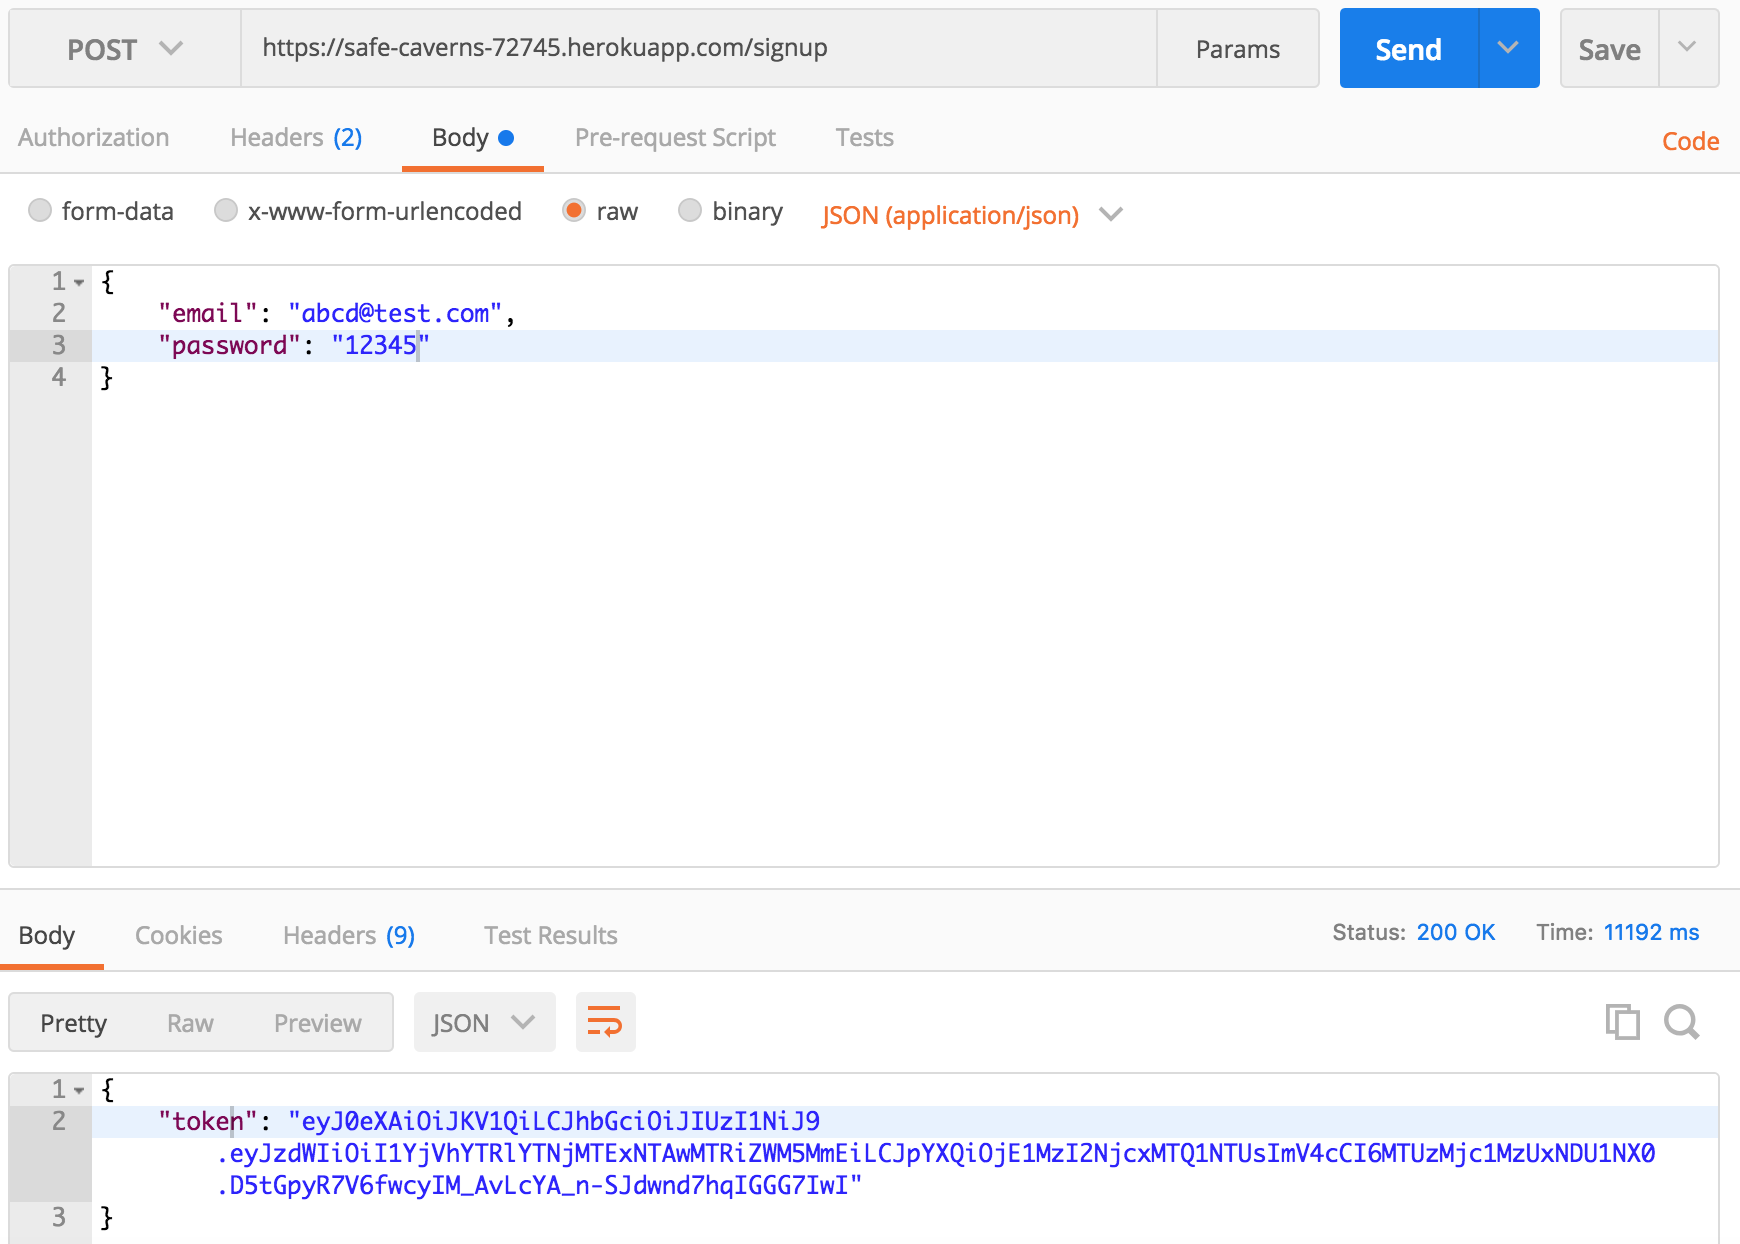 POST https://safe-caverns-72745.herokuapp.com/signup Params Send Save
Authorization Headers (2) Body Pre-request Script Tests Code
form-data x-www-form-urlencoded raw binary JSON (application/json)
1 {
2 "email": "abcd@test.com",
3 "password": "12345"
4 }
Body Cookies Headers (9) Test Results Status: 200 OK Time: 11192 ms
Pretty Raw Preview JSON
1 {
2 "token": "eyJ0eXAiOiJKV1QiLCJhbGciOiJIUzI1NiJ9
.eyJzdWIiOiI1YjVhYTRlYTNjMTExNTAwMTRiZWM5MmEiLCJpYXQiOjE1MzI2NjcxMTQ1NTUsImV4cCI6MTUzMjc1MzUxNDU1NX0
.D5tGpyR7V6fwcyIM_AvLcYA_n-SJdwnd7hqIGGG7IwI"
3 }